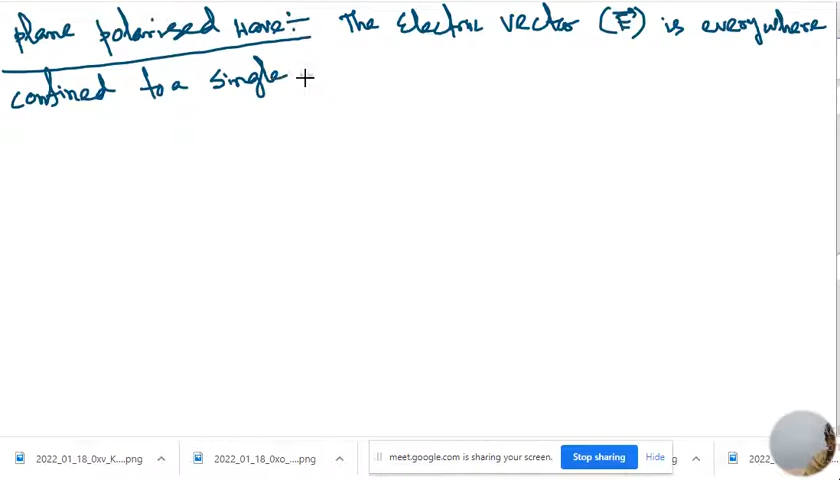 plane polarised wave:- The Electric vector (E⃗) is everywhere
confined to a single
2022_01_18_0xv_K....png
2022_01_18_0xo_....png
meet.google.com is sharing your screen.
Stop sharing
Hide
g
2022_01_18_0x